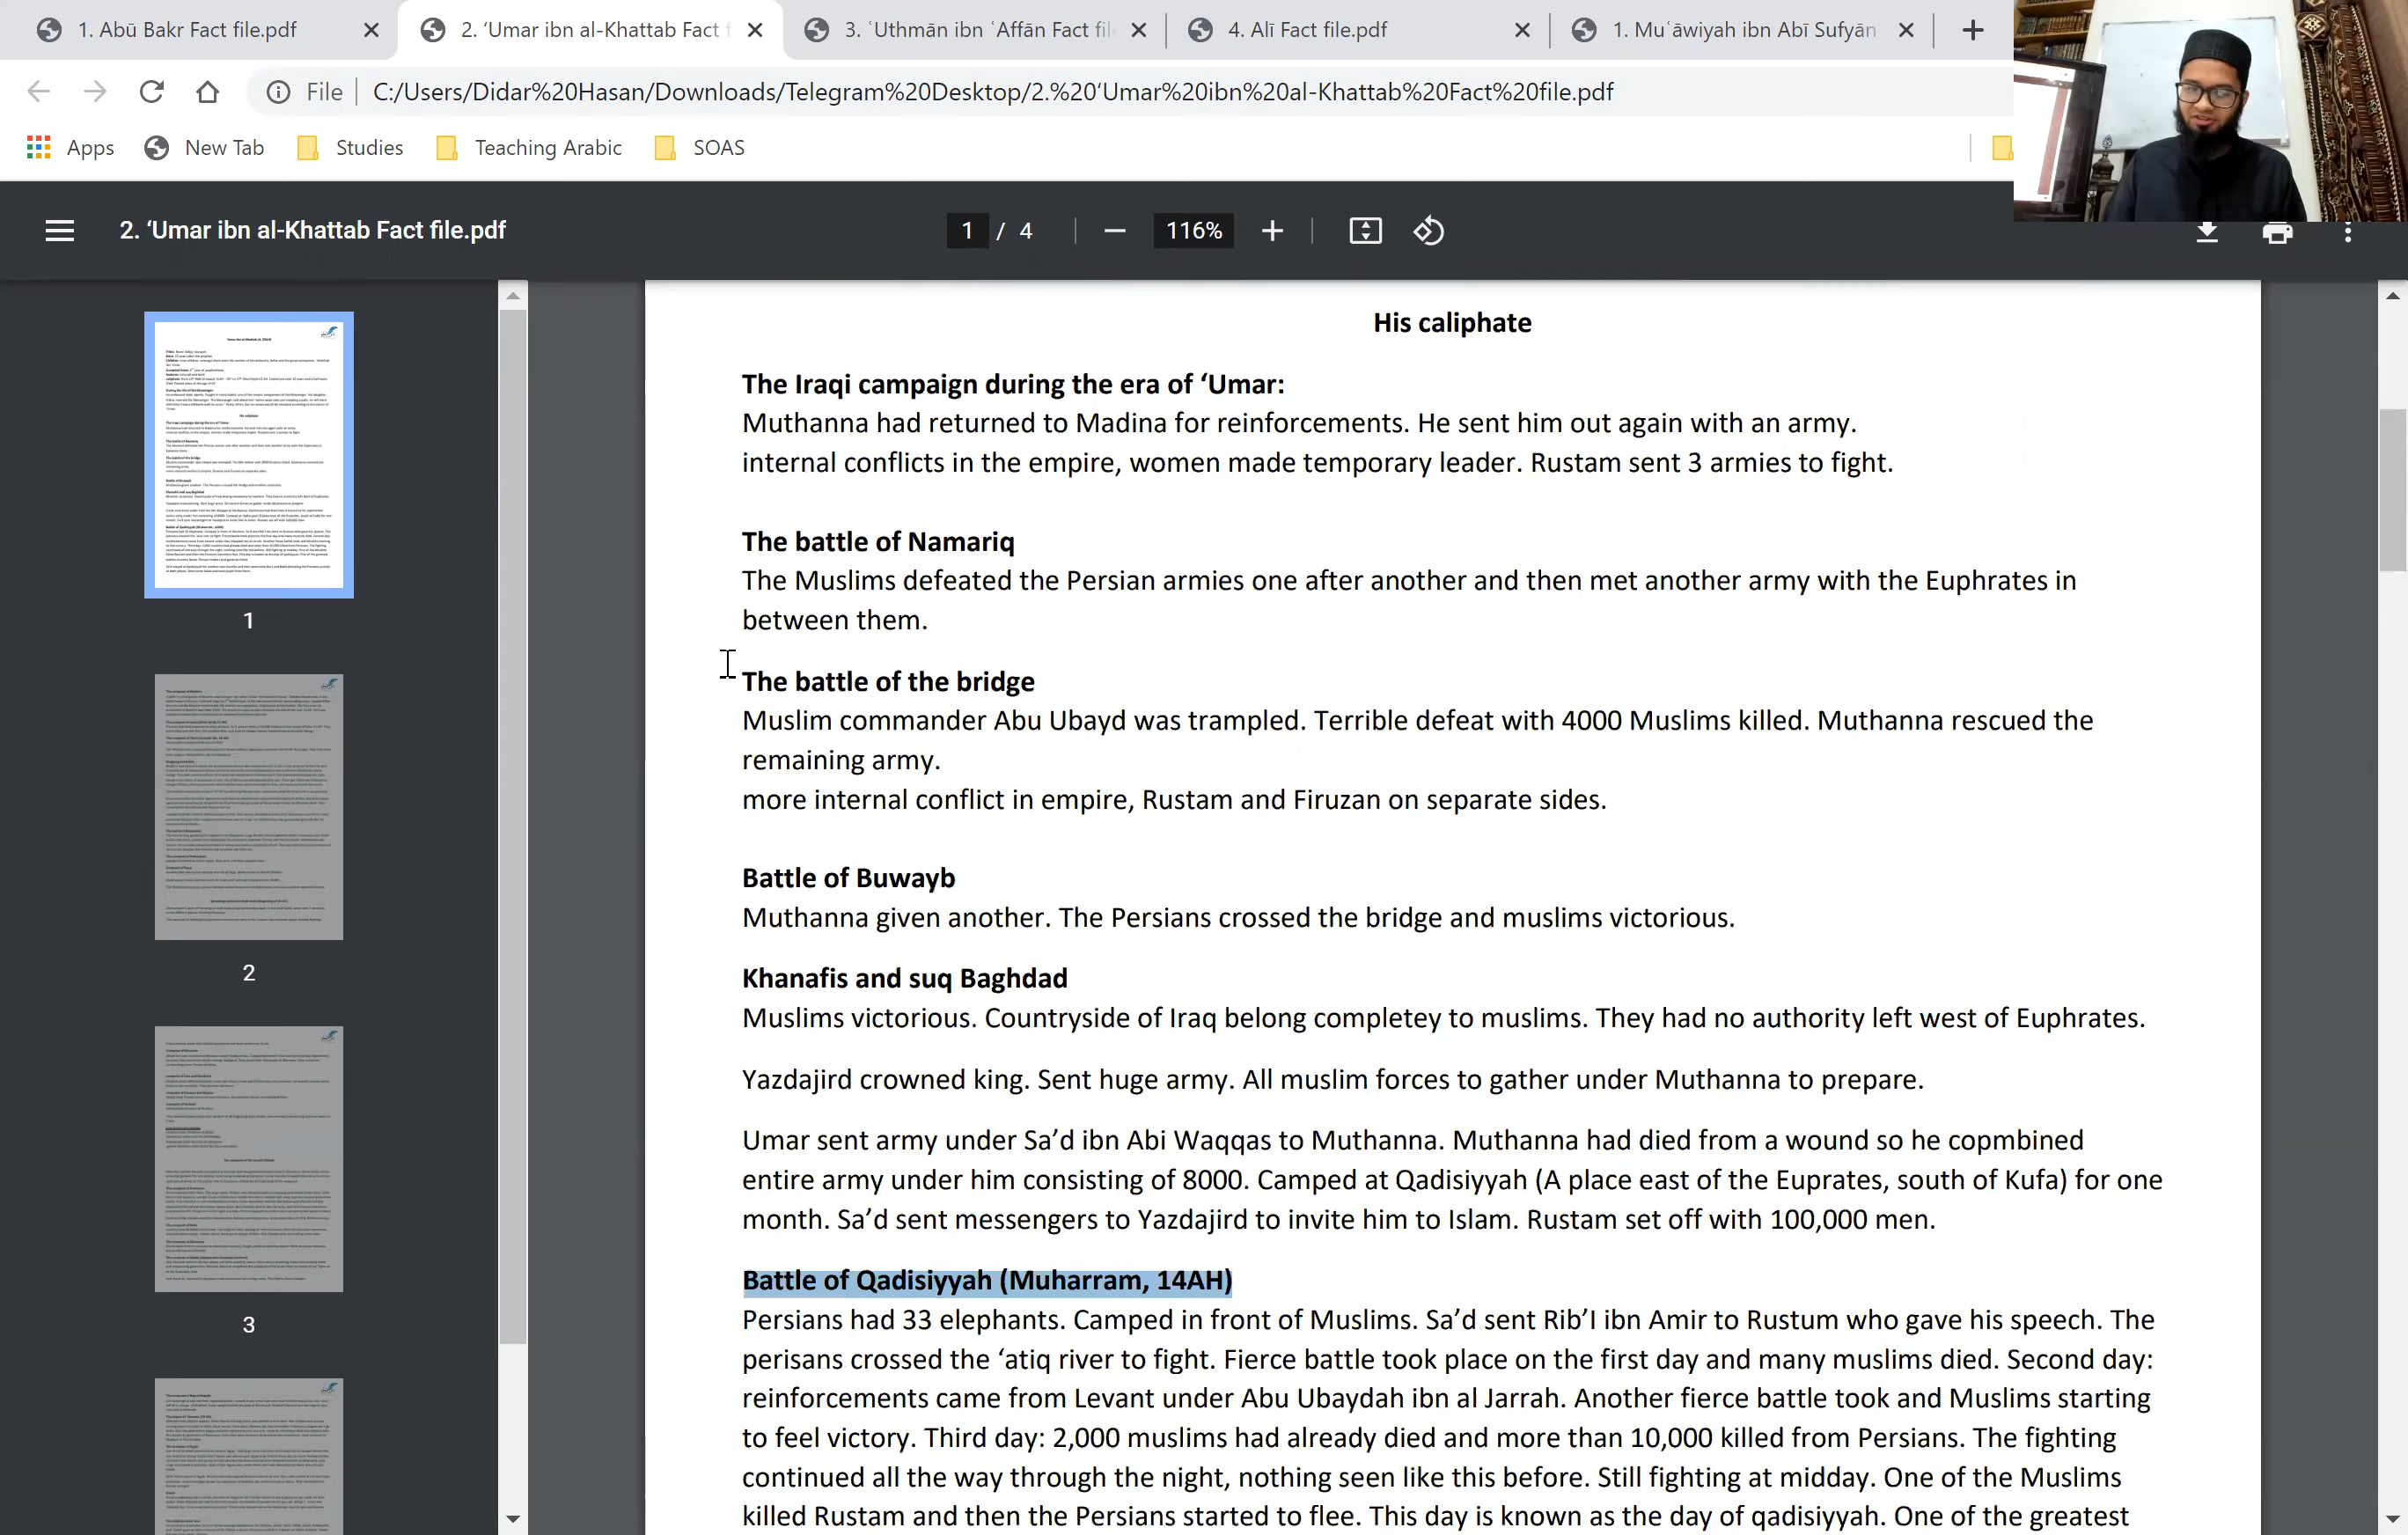 1. Abū Bakr Fact file.pdf
2. ‘Umar ibn al-Khattab Fact f
3. ʿUthmān ibn ʿAffān Fact fil
4. Alī Fact file.pdf
1. Muʿāwiyah ibn Abī Sufyān
File
C:/Users/Didar%20Hasan/Downloads/Telegram%20Desktop/2.%20‘Umar%20ibn%20al-Khattab%20Fact%20file.pdf
Apps
New Tab
Studies
Teaching Arabic
SOAS
2. ‘Umar ibn al-Khattab Fact file.pdf
1 / 4
116%
1
2
3
His caliphate
The Iraqi campaign during the era of ‘Umar:
Muthanna had returned to Madina for reinforcements. He sent him out again with an army.
internal conflicts in the empire, women made temporary leader. Rustam sent 3 armies to fight.
The battle of Namariq
The Muslims defeated the Persian armies one after another and then met another army with the Euphrates in
between them.
The battle of the bridge
Muslim commander Abu Ubayd was trampled. Terrible defeat with 4000 Muslims killed. Muthanna rescued the
remaining army.
more internal conflict in empire, Rustam and Firuzan on separate sides.
Battle of Buwayb
Muthanna given another. The Persians crossed the bridge and muslims victorious.
Khanafis and suq Baghdad
Muslims victorious. Countryside of Iraq belong completey to muslims. They had no authority left west of Euphrates.
Yazdajird crowned king. Sent huge army. All muslim forces to gather under Muthanna to prepare.
Umar sent army under Sa’d ibn Abi Waqqas to Muthanna. Muthanna had died from a wound so he copmbined
entire army under him consisting of 8000. Camped at Qadisiyyah (A place east of the Euprates, south of Kufa) for one
month. Sa’d sent messengers to Yazdajird to invite him to Islam. Rustam set off with 100,000 men.
Battle of Qadisiyyah (Muharram, 14AH)
Persians had 33 elephants. Camped in front of Muslims. Sa’d sent Rib’I ibn Amir to Rustum who gave his speech. The
perisans crossed the ‘atiq river to fight. Fierce battle took place on the first day and many muslims died. Second day:
reinforcements came from Levant under Abu Ubaydah ibn al Jarrah. Another fierce battle took and Muslims starting
to feel victory. Third day: 2,000 muslims had already died and more than 10,000 killed from Persians. The fighting
continued all the way through the night, nothing seen like this before. Still fighting at midday. One of the Muslims
killed Rustam and then the Persians started to flee. This day is known as the day of qadisiyyah. One of the greatest